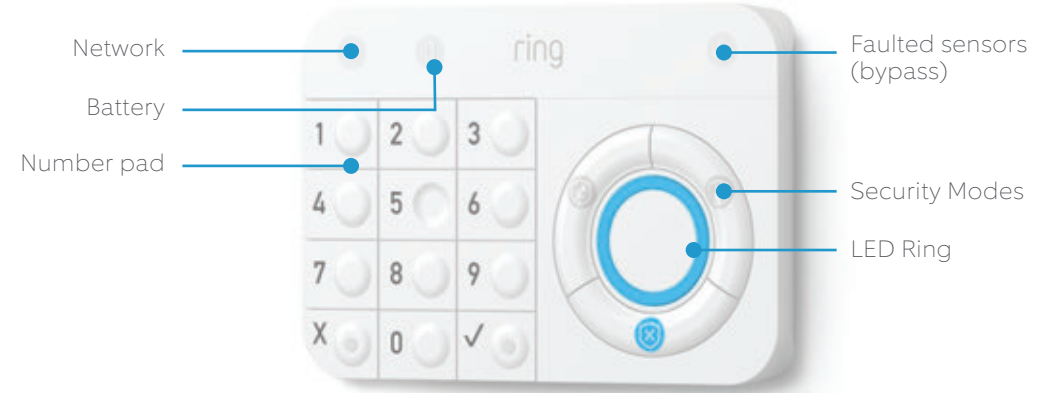 Network
Battery
Number pad
ring
1 2 3
4 5 6
7 8 9
X 0 ✓
Faulted sensors
(bypass)
Security Modes
LED Ring